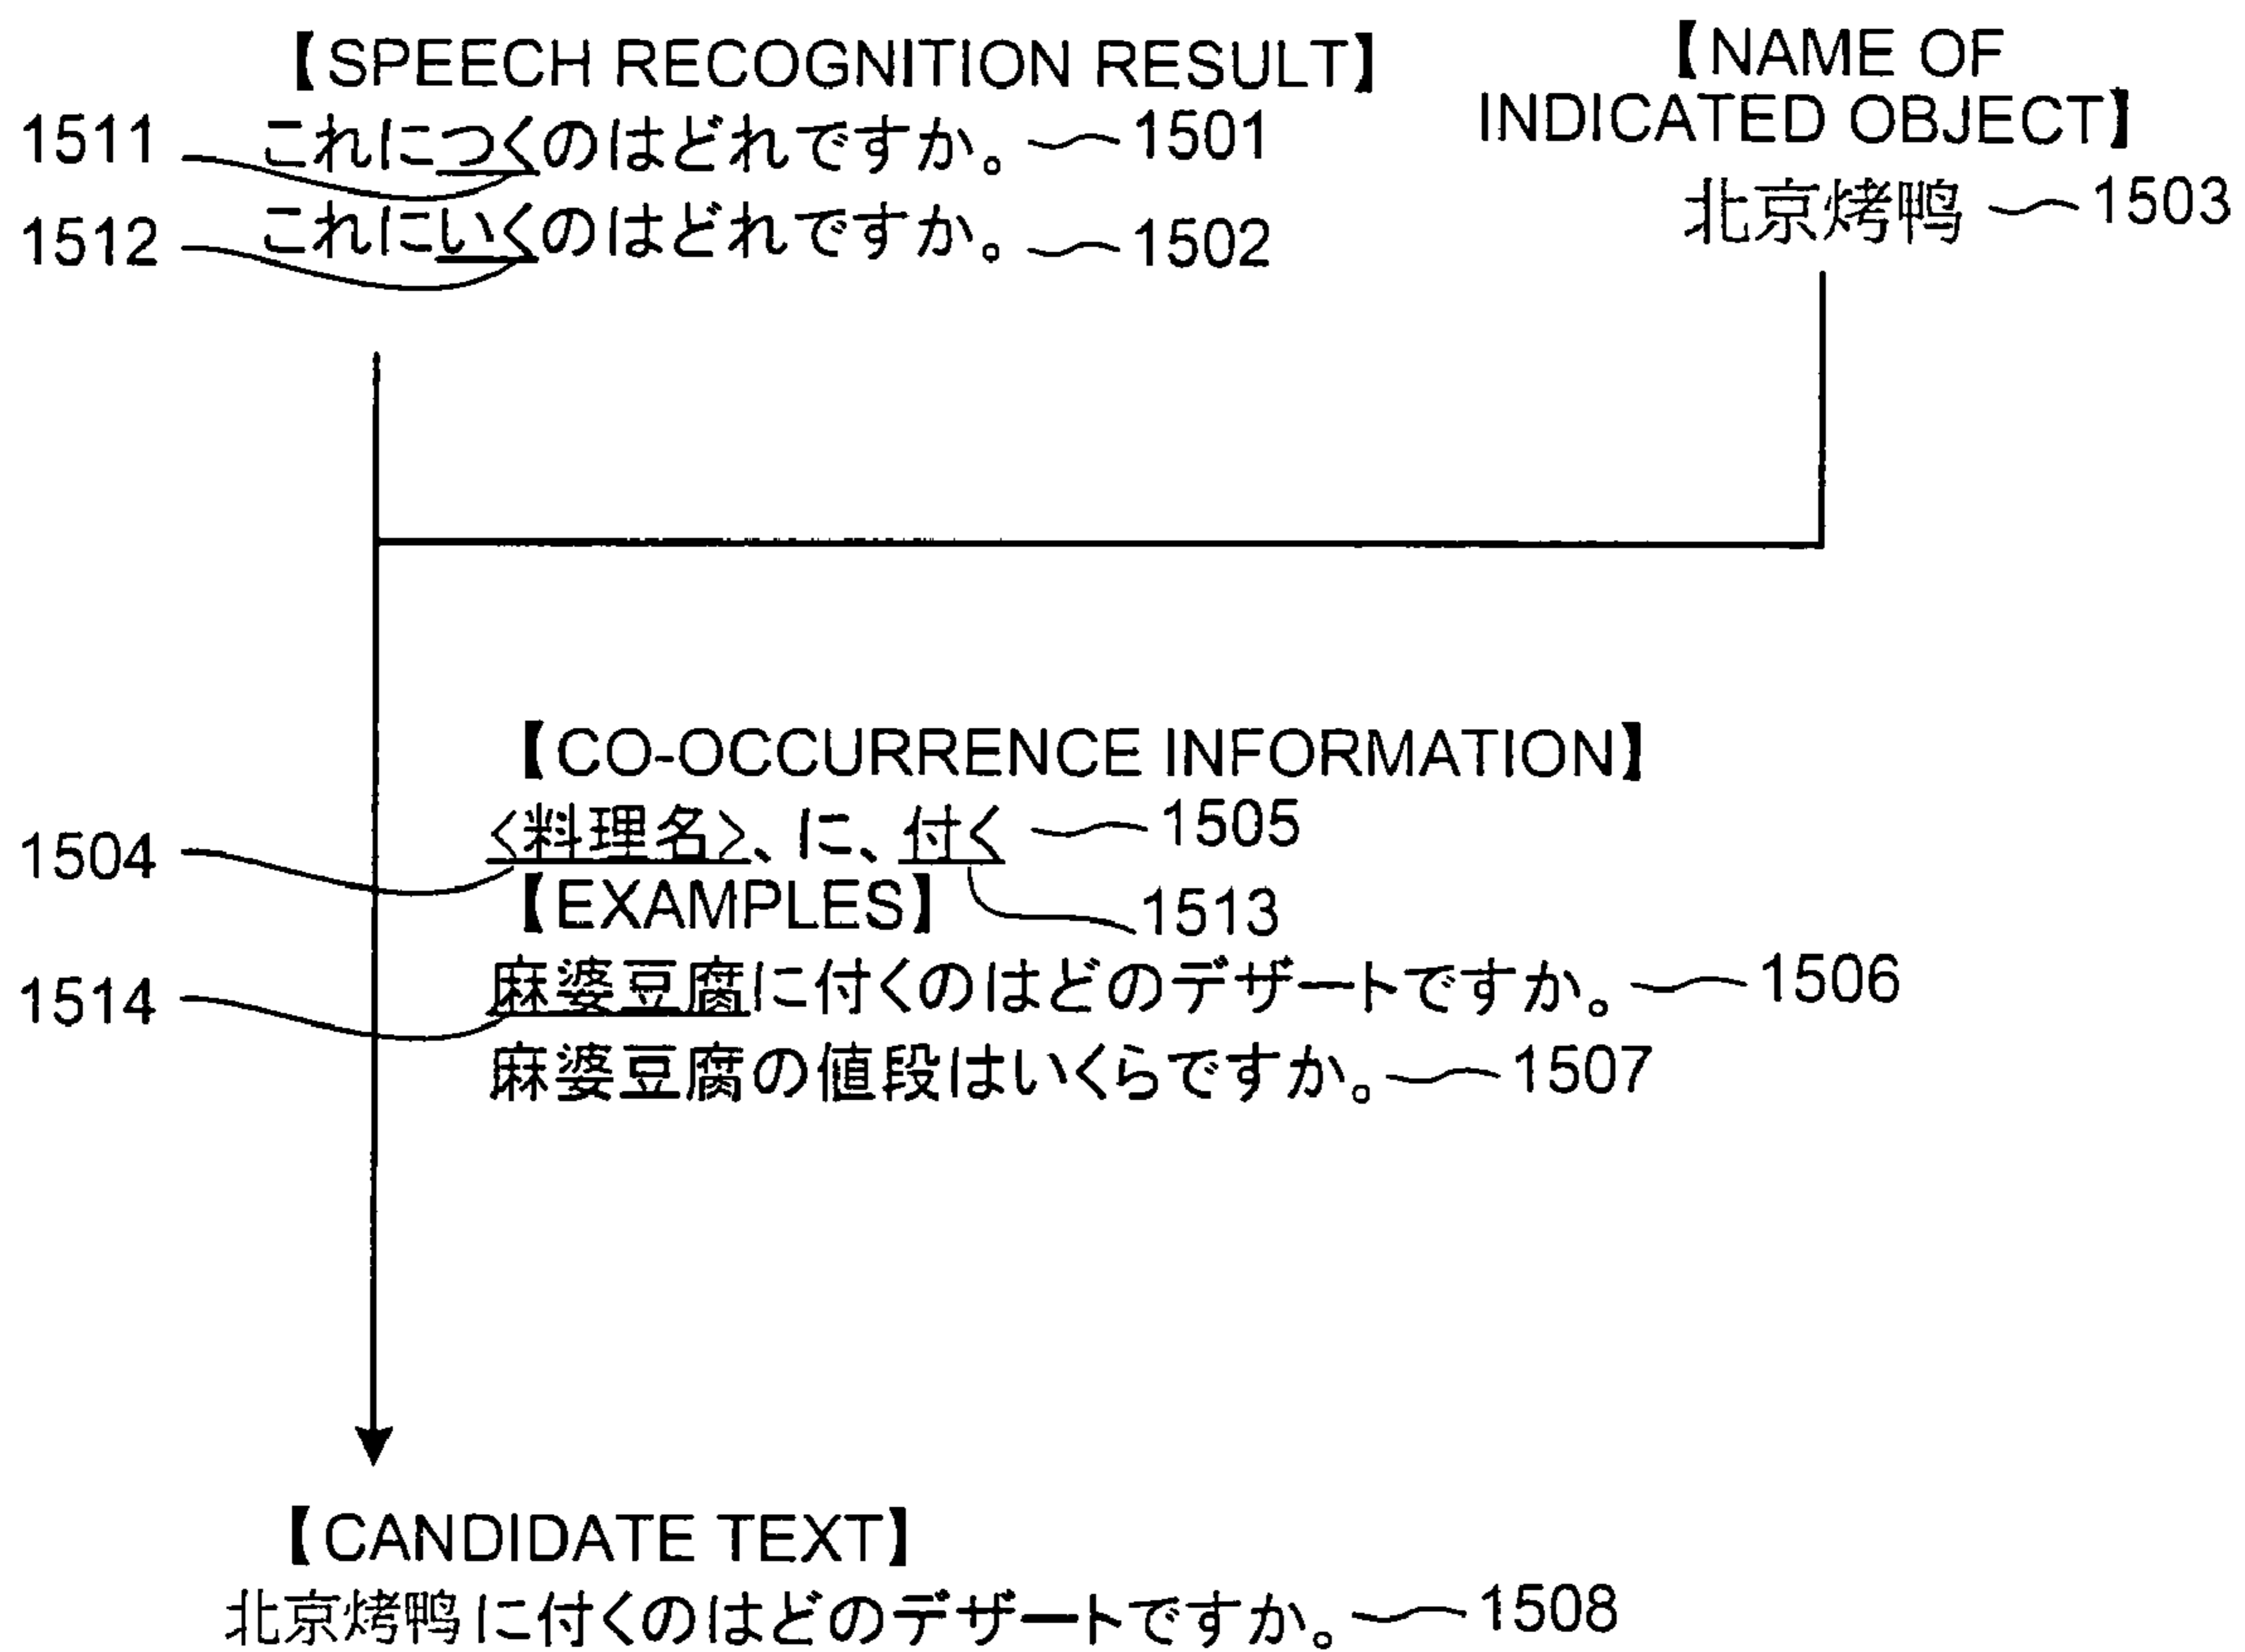 【SPEECH RECOGNITION RESULT】
1511 これにつくのはどれですか。 1501
1512 これにいくのはどれですか。 1502
【NAME OF
INDICATED OBJECT】
北京烤鸭 1503
【CO-OCCURRENCE INFORMATION】
1504 <料理名>、に、付く 1505
【EXAMPLES】 1513
1514 麻婆豆腐に付くのはどのデザートですか。 1506
麻婆豆腐の値段はいくらですか。 1507
【CANDIDATE TEXT】
北京烤鸭に付くのはどのデザートですか。 1508